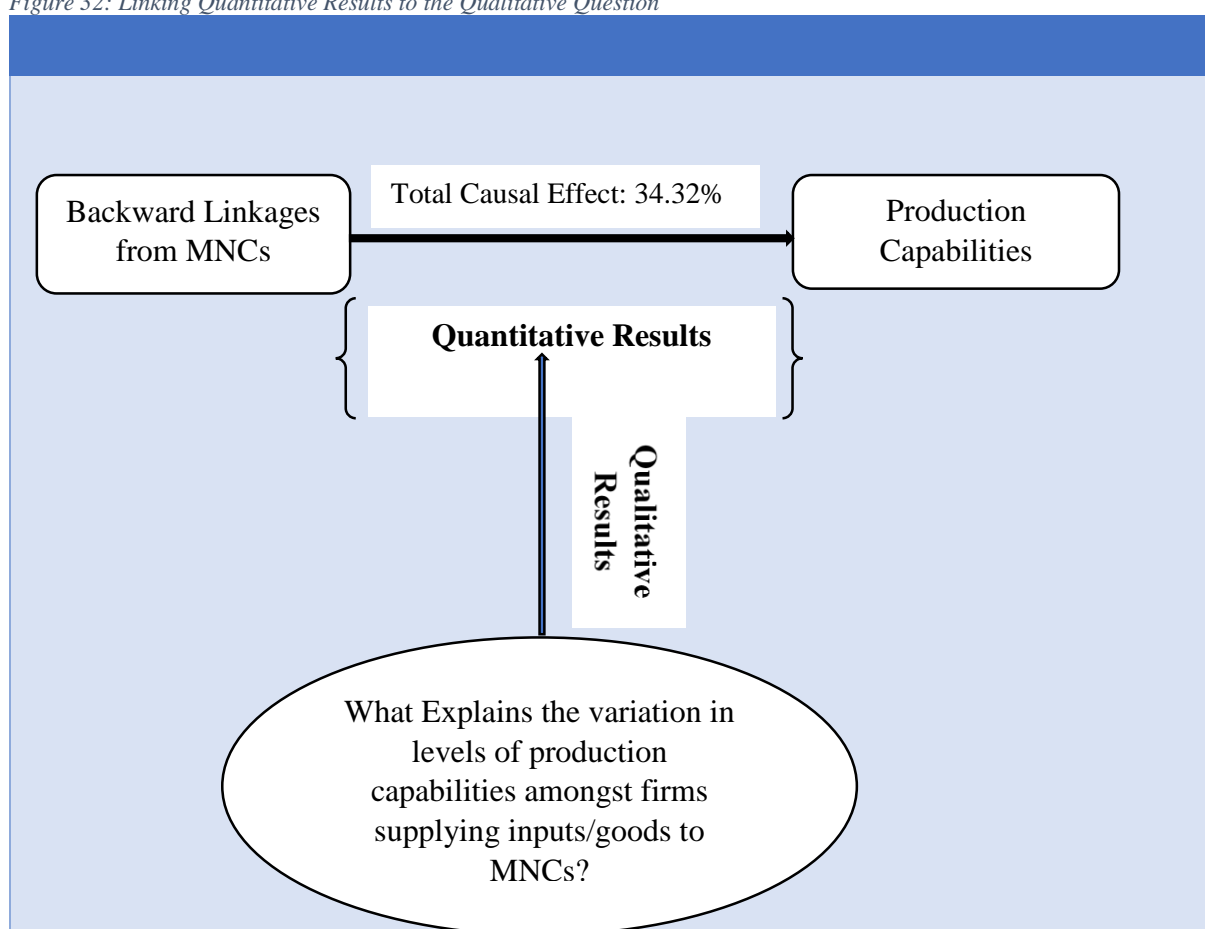 Figure 32: Linking Quantitative Results to the Qualitative Question
Backward Linkages
from MNCs
Total Causal Effect: 34.32%
Production
Capabilities
Quantitative Results
Qualitative
Results
What Explains the variation in
levels of production
capabilities amongst firms
supplying inputs/goods to
MNCs?